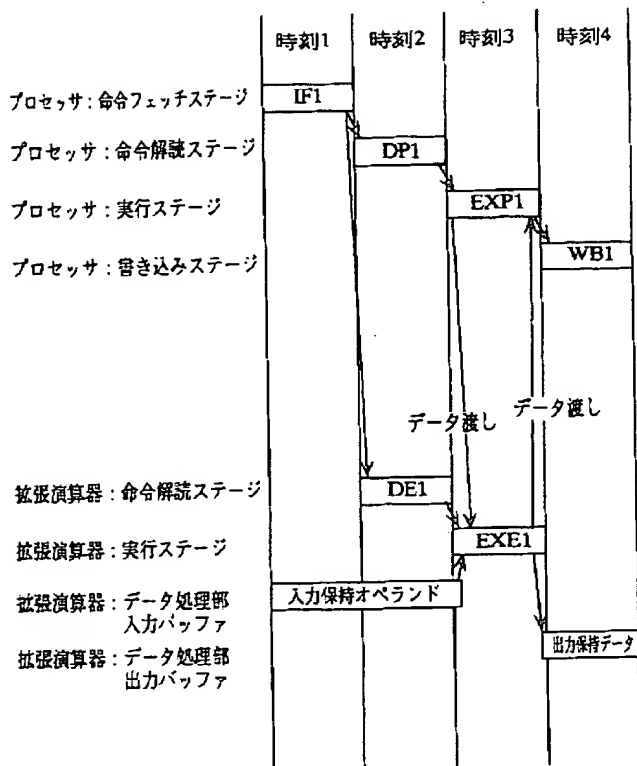 時刻1 時刻2 時刻3 時刻4
プロセッサ:命令フェッチステージ IF1
プロセッサ:命令解読ステージ DP1
プロセッサ:実行ステージ EXP1
プロセッサ:書き込みステージ WB1
データ渡し データ渡し
拡張演算器:命令解読ステージ DE1
拡張演算器:実行ステージ EXE1
拡張演算器:データ処理部 入力保持オペランド
入力バッファ
拡張演算器:データ処理部 出力保持データ
出力バッファ